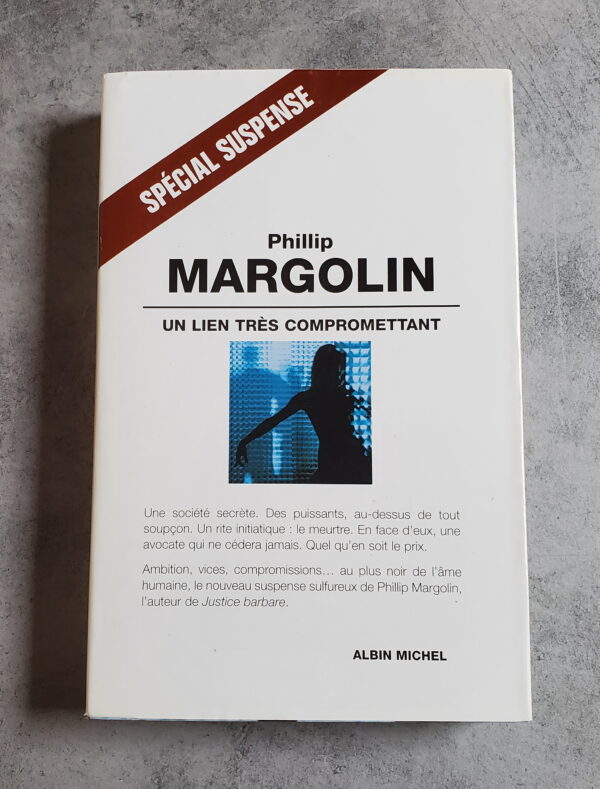 SPÉCIAL SUSPENSE
Phillip
MARGOLIN
UN LIEN TRÈS COMPROMETTANT
Une société secrète. Des puissants, au-dessus de tout
soupçon. Un rite initiatique : le meurtre. En face d'eux, une
avocate qui ne cédera jamais. Quel qu'en soit le prix.
Ambition, vices, compromissions... au plus noir de l'âme
humaine, le nouveau suspense sulfureux de Phillip Margolin,
l'auteur de Justice barbare.
ALBIN MICHEL